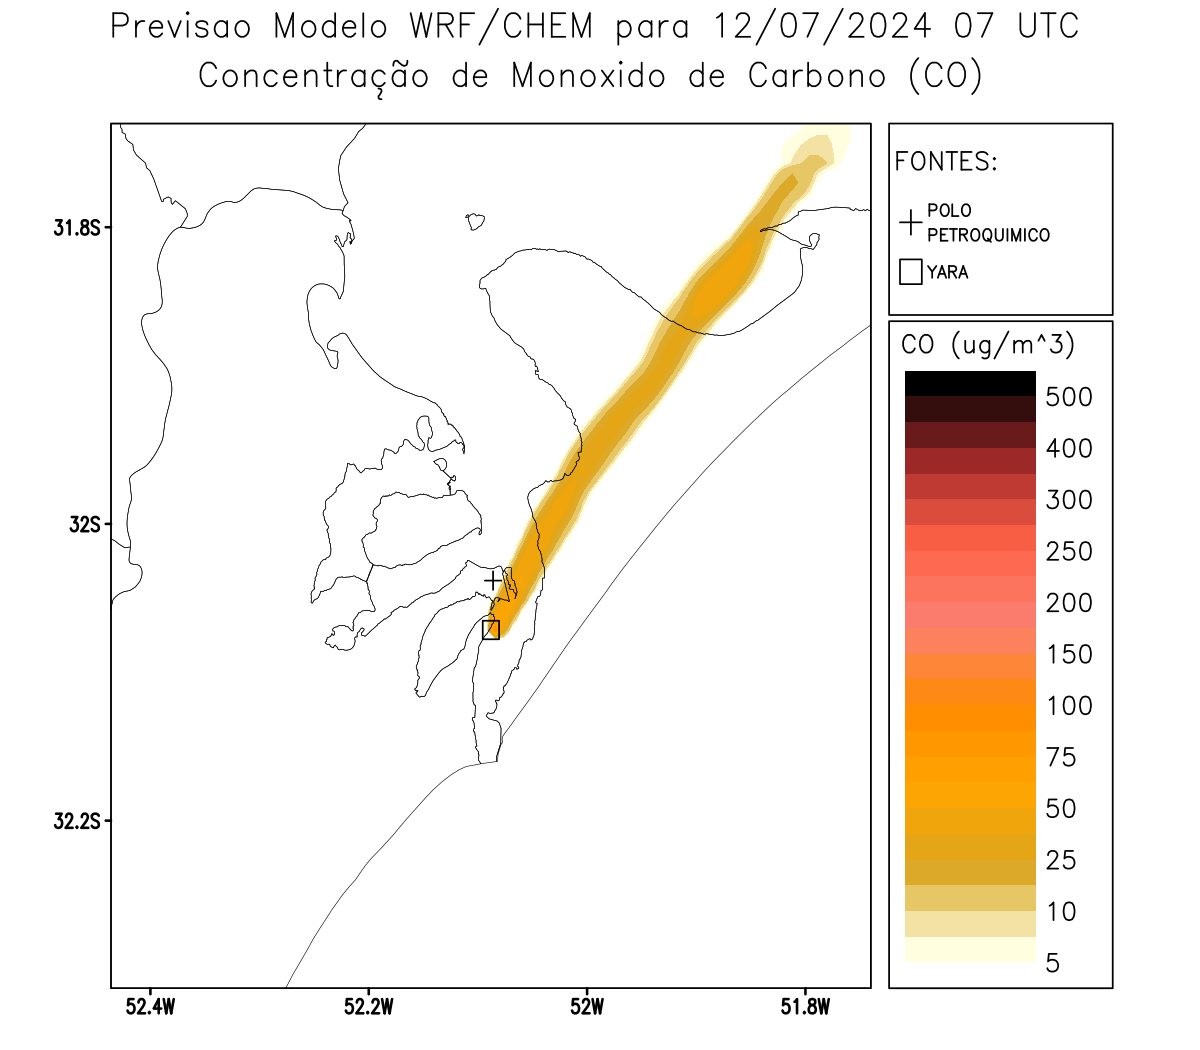 Previsao Modelo WRF/CHEM para 12/07/2024 07 UTC
Concentração de Monoxido de Carbono (CO)
FONTES:
POLO
PETROQUIMICO
YARA
CO (ug/m^3)
500
400
300
250
200
150
100
75
50
25
10
5
31.8S
32S
32.2S
52.4W
52.2W
52W
51.8W